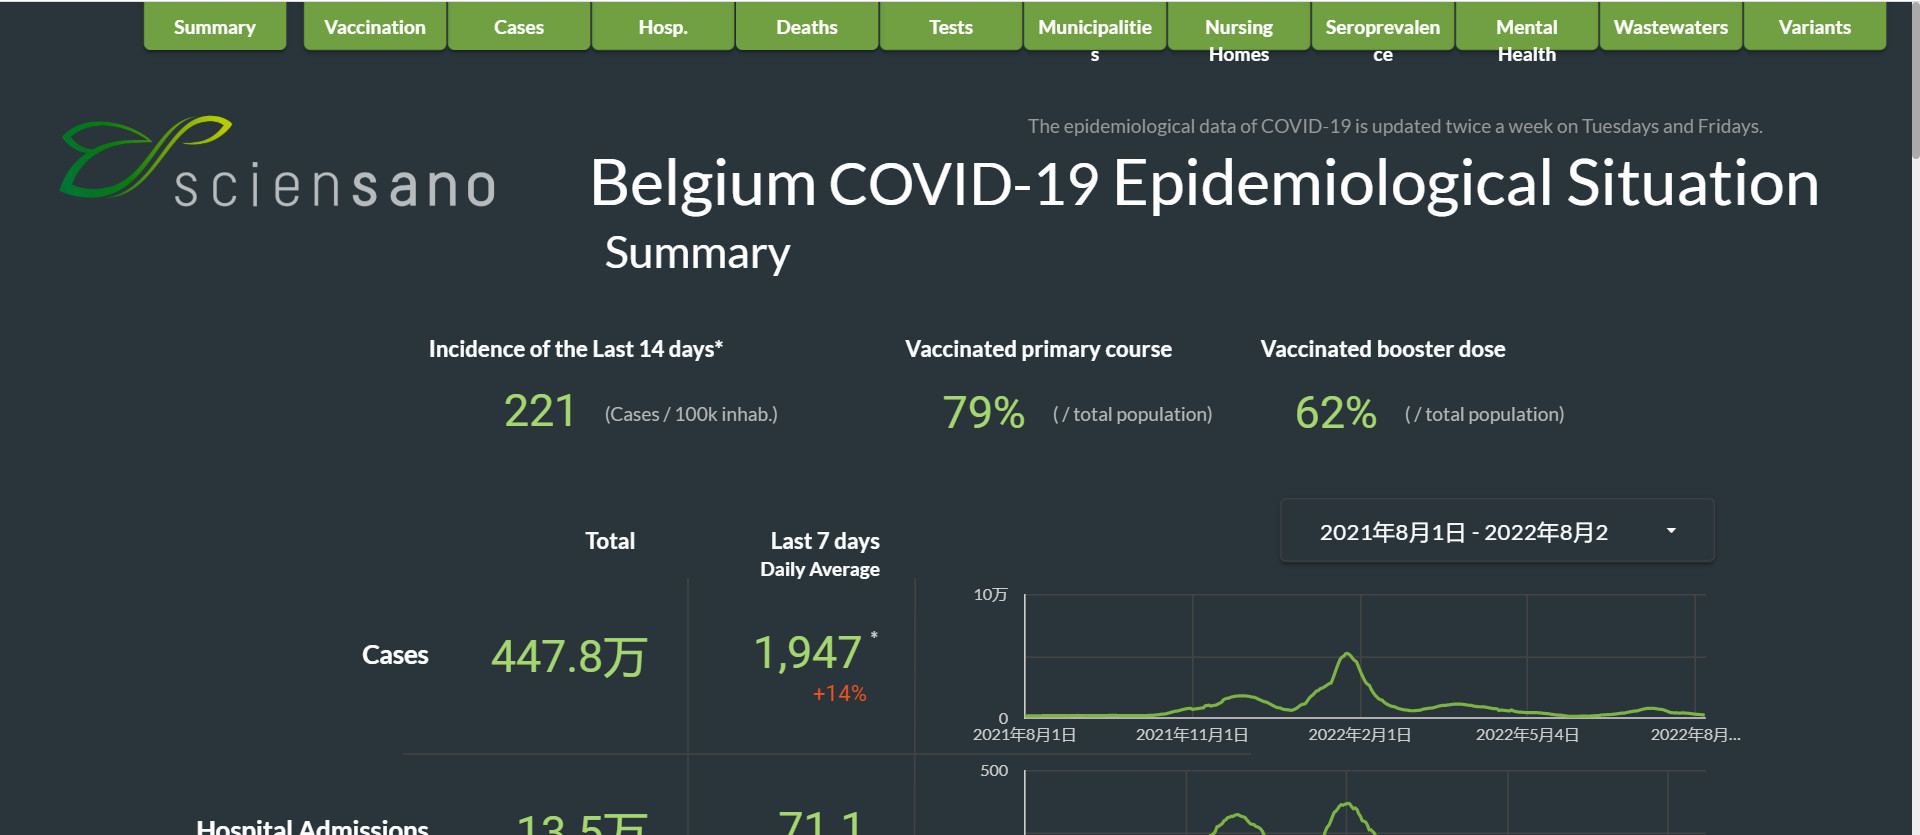 Summary
Vaccination
Cases
Hosp.
Deaths
Tests
Municipalitie
s
Nursing
Homes
Seroprevalen
ce
Mental
Health
Wastewaters
Variants
sciensano
The epidemiological data of COVID-19 is updated twice a week on Tuesdays and Fridays.
Belgium COVID-19 Epidemiological Situation
Summary
Incidence of the Last 14 days*
221 (Cases / 100k inhab.)
Vaccinated primary course
79% ( / total population)
Vaccinated booster dose
62% ( / total population)
2021年8月1日 - 2022年8月2
Total
Last 7 days
Daily Average
Cases
447.8万
1,947 *
+14%
10万
0
2021年8月1日
2021年11月1日
2022年2月1日
2022年5月4日
2022年8月...
Hospital Admissions
13.5万
71.1
500